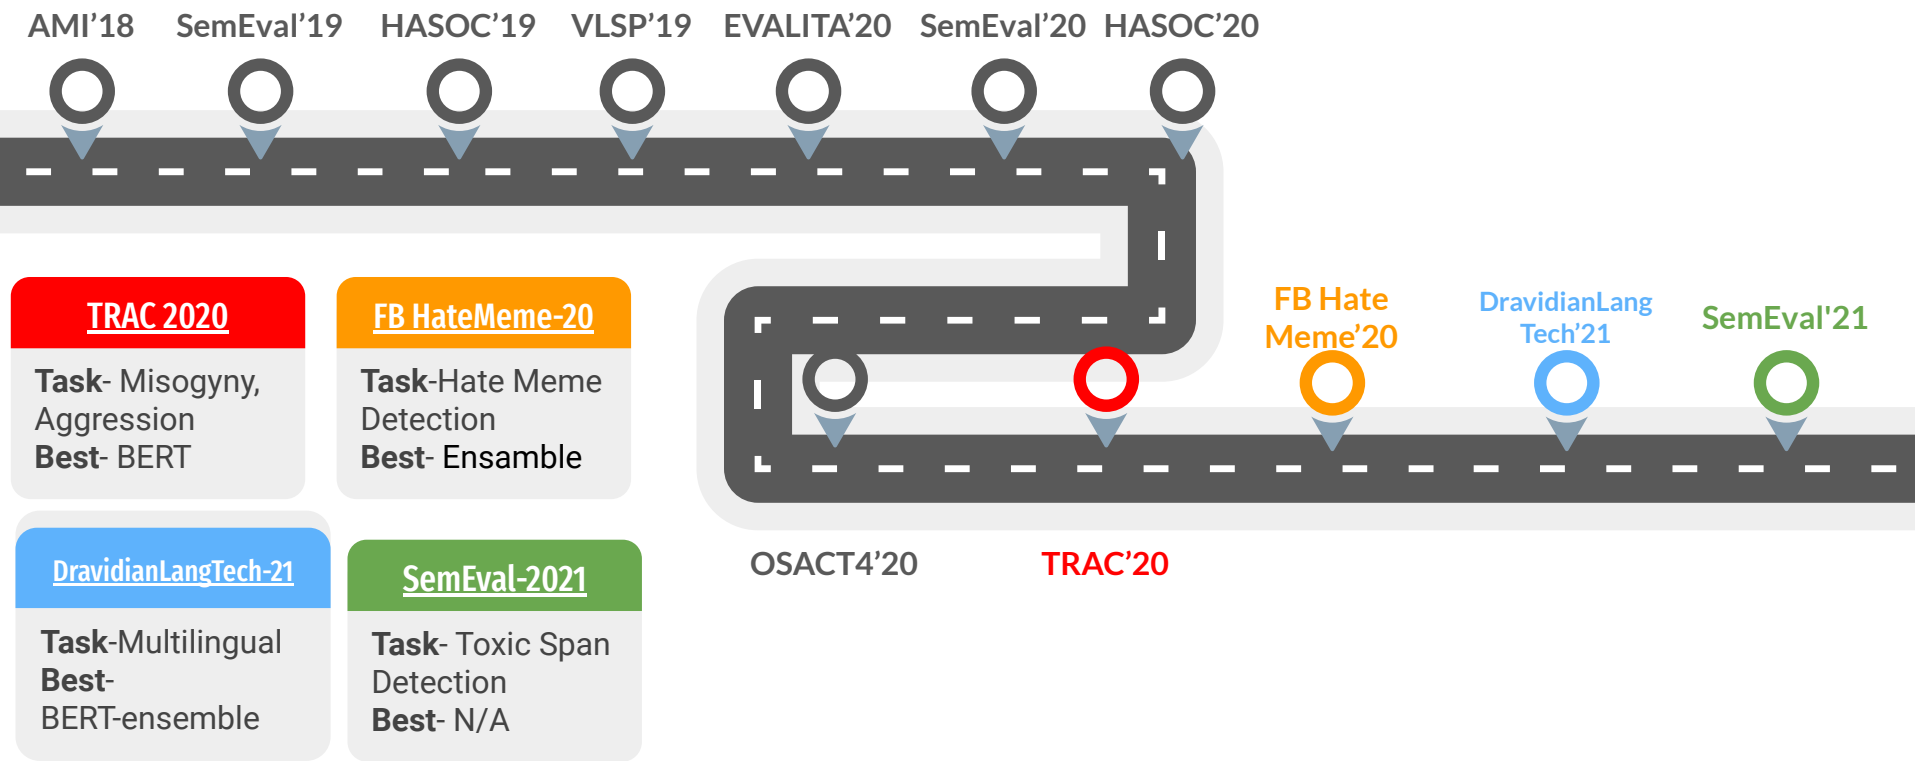 AMI’18 SemEval’19 HASOC’19 VLSP’19 EVALITA’20 SemEval’20 HASOC’20
FB Hate
Meme’20
DravidianLang
Tech’21
SemEval'21
OSACT4’20 TRAC’20
TRAC 2020
Task- Misogyny,
Aggression
Best- BERT
FB HateMeme-20
Task-Hate Meme
Detection
Best- Ensamble
DravidianLangTech-21
Task-Multilingual
Best-
BERT-ensemble
SemEval-2021
Task- Toxic Span
Detection
Best- N/A